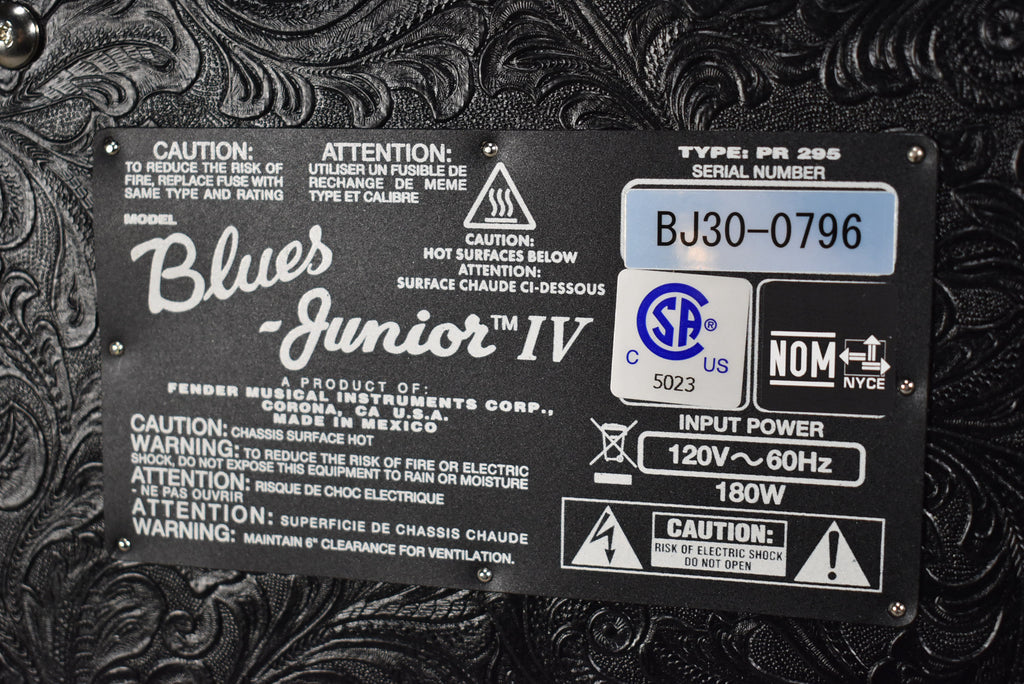 CAUTION:
TO REDUCE THE RISK OF
FIRE, REPLACE FUSE WITH
SAME TYPE AND RATING
ATTENTION:
UTILISER UN FUSIBLE DE
RECHANGE DE MEME
TYPE ET CALIBRE
CAUTION:
HOT SURFACES BELOW
ATTENTION:
SURFACE CHAUDE CI-DESSOUS
TYPE: PR 295
SERIAL NUMBER
BJ30-0796
MODEL
Blues
Junior™ IV
CSA®
C US
5023
NOM
NYCE
A PRODUCT OF:
FENDER MUSICAL INSTRUMENTS CORP.,
CORONA, CA U.S.A.
MADE IN MEXICO
CAUTION: CHASSIS SURFACE HOT
WARNING: TO REDUCE THE RISK OF FIRE OR ELECTRIC
SHOCK, DO NOT EXPOSE THIS EQUIPMENT TO RAIN OR MOISTURE
ATTENTION: RISQUE DE CHOC ELECTRIQUE
- NE PAS OUVRIR
ATTENTION: SUPERFICIE DE CHASSIS CHAUDE
WARNING: MAINTAIN 6" CLEARANCE FOR VENTILATION.
INPUT POWER
120V~60Hz
180W
CAUTION:
RISK OF ELECTRIC SHOCK
DO NOT OPEN